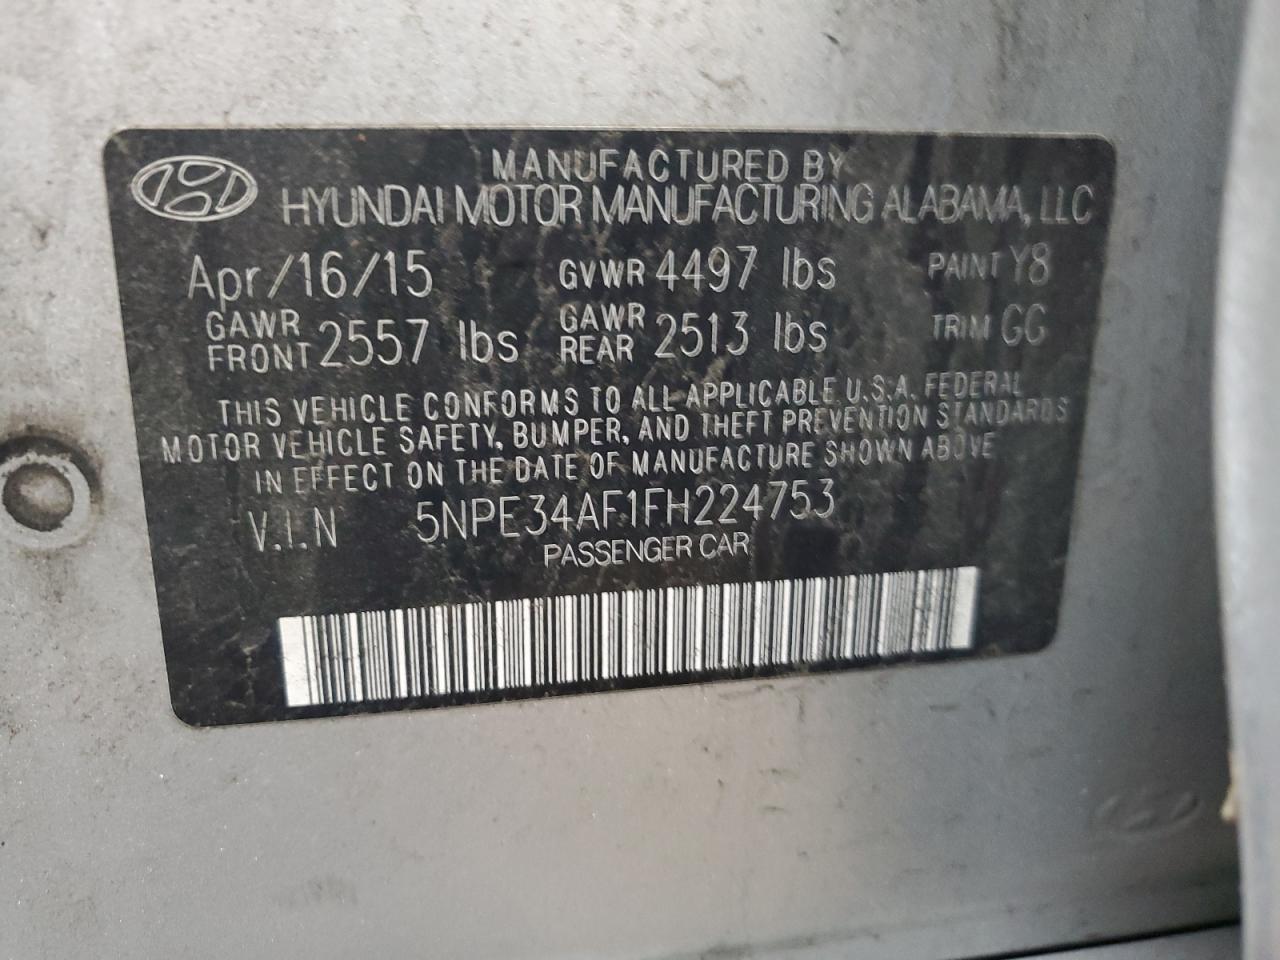 MANUFACTURED BY
HYUNDAI MOTOR MANUFACTURING ALABAMA, LLC
Apr/16/15 GVWR 4497 lbs PAINT Y8
GAWR FRONT 2557 lbs GAWR REAR 2513 lbs TRIM GG
THIS VEHICLE CONFORMS TO ALL APPLICABLE U.S.A. FEDERAL
MOTOR VEHICLE SAFETY, BUMPER, AND THEFT PREVENTION STANDARDS
IN EFFECT ON THE DATE OF MANUFACTURE SHOWN ABOVE
V.I.N 5NPE34AF1FH224753
PASSENGER CAR